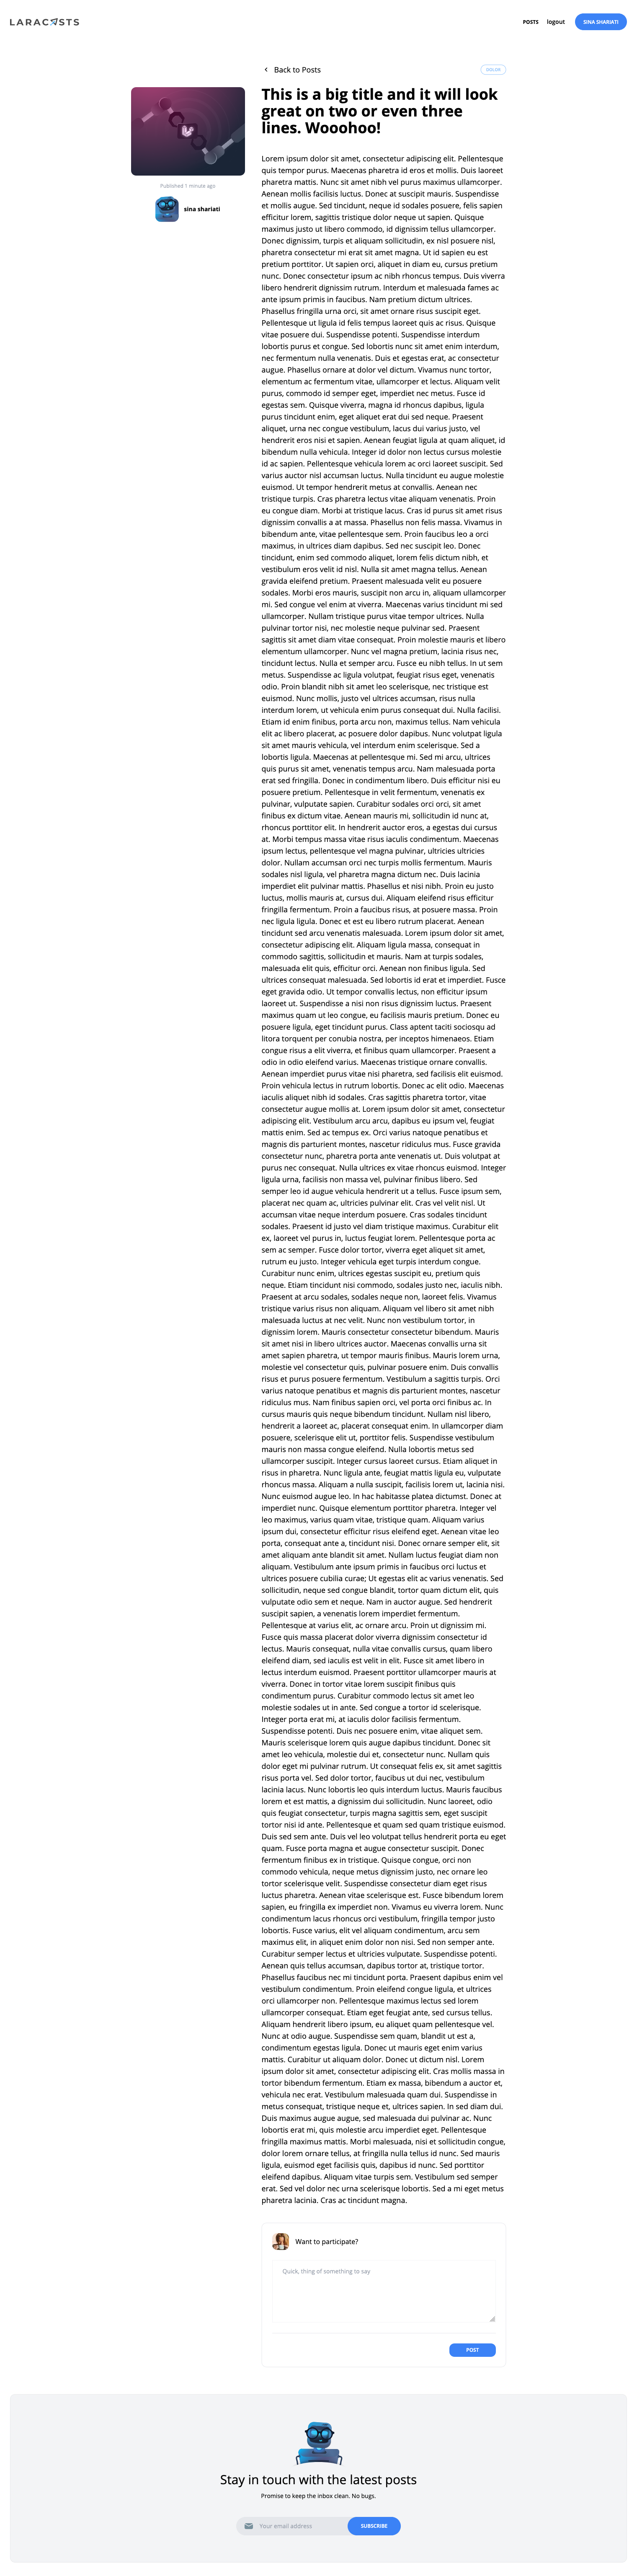 LARACASTS
POSTS logout SINA SHARIATI
Back to Posts
DOLOR
This is a big title and it will look
great on two or even three
lines. Wooohoo!
Published 1 minute ago
sina shariati
Lorem ipsum dolor sit amet, consectetur adipiscing elit. Pellentesque
quis tempor purus. Maecenas pharetra id eros et mollis. Duis laoreet
pharetra mattis. Nunc sit amet nibh vel purus maximus ullamcorper.
Aenean mollis facilisis luctus. Donec at suscipit mauris. Suspendisse
et mollis augue. Sed tincidunt, neque id sodales posuere, felis sapien
efficitur lorem, sagittis tristique dolor neque ut sapien. Quisque
maximus justo ut libero commodo, id dignissim tellus ullamcorper.
Donec dignissim, turpis et aliquam sollicitudin, ex nisl posuere nisl,
pharetra consectetur mi erat sit amet magna. Ut id sapien eu est
pretium porttitor. Ut sapien orci, aliquet in diam eu, cursus pretium
nunc. Donec consectetur ipsum ac nibh rhoncus tempus. Duis viverra
libero hendrerit dignissim rutrum. Interdum et malesuada fames ac
ante ipsum primis in faucibus. Nam pretium dictum ultrices.
Phasellus fringilla urna orci, sit amet ornare risus suscipit eget.
Pellentesque ut ligula id felis tempus laoreet quis ac risus. Quisque
vitae posuere dui. Suspendisse potenti. Suspendisse interdum
lobortis purus et congue. Sed lobortis nunc sit amet enim interdum,
nec fermentum nulla venenatis. Duis et egestas erat, ac consectetur
augue. Phasellus ornare at dolor vel dictum. Vivamus nunc tortor,
elementum ac fermentum vitae, ullamcorper et lectus. Aliquam velit
purus, commodo id semper eget, imperdiet nec metus. Fusce id
egestas sem. Quisque viverra, magna id rhoncus dapibus, ligula
purus tincidunt enim, eget aliquet erat dui sed neque. Praesent
aliquet, urna nec congue vestibulum, lacus dui varius justo, vel
hendrerit eros nisi et sapien. Aenean feugiat ligula at quam aliquet, id
bibendum nulla vehicula. Integer id dolor non lectus cursus molestie
id ac sapien. Pellentesque vehicula lorem ac orci laoreet suscipit. Sed
varius auctor nisl accumsan luctus. Nulla tincidunt eu augue molestie
euismod. Ut tempor hendrerit metus at convallis. Aenean nec
tristique turpis. Cras pharetra lectus vitae aliquam venenatis. Proin
eu congue diam. Morbi at tristique lacus. Cras id purus sit amet risus
dignissim convallis a at massa. Phasellus non felis massa. Vivamus in
bibendum ante, vitae pellentesque sem. Proin faucibus leo a orci
maximus, in ultrices diam dapibus. Sed nec suscipit leo. Donec
tincidunt, enim sed commodo aliquet, lorem felis dictum nibh, et
vestibulum eros velit id nisl. Nulla sit amet magna tellus. Aenean
gravida eleifend pretium. Praesent malesuada velit eu posuere
sodales. Morbi eros mauris, suscipit non arcu in, aliquam ullamcorper
mi. Sed congue vel enim at viverra. Maecenas varius tincidunt mi sed
ullamcorper. Nullam tristique purus vitae tempor ultrices. Nulla
pulvinar tortor nisi, nec molestie neque pulvinar sed. Praesent
sagittis sit amet diam vitae consequat. Proin molestie mauris et libero
elementum ullamcorper. Nunc vel magna pretium, lacinia risus nec,
tincidunt lectus. Nulla et semper arcu. Fusce eu nibh tellus. In ut sem
metus. Suspendisse ac ligula volutpat, feugiat risus eget, venenatis
odio. Proin blandit nibh sit amet leo scelerisque, nec tristique est
euismod. Nunc mollis, justo vel ultrices accumsan, risus nulla
interdum lorem, ut vehicula enim purus consequat dui. Nulla facilisi.
Etiam id enim finibus, porta arcu non, maximus tellus. Nam vehicula
elit ac libero placerat, ac posuere dolor dapibus. Nunc volutpat ligula
sit amet mauris vehicula, vel interdum enim scelerisque. Sed a
lobortis ligula. Maecenas at pellentesque mi. Sed mi arcu, ultrices
quis purus sit amet, venenatis tempus arcu. Nam malesuada porta
erat sed fringilla. Donec in condimentum libero. Duis efficitur nisi eu
posuere pretium. Pellentesque in velit fermentum, venenatis ex
pulvinar, vulputate sapien. Curabitur sodales orci orci, sit amet
finibus ex dictum vitae. Aenean mauris mi, sollicitudin id nunc at,
rhoncus porttitor elit. In hendrerit auctor eros, a egestas dui cursus
at. Morbi tempus massa vitae risus iaculis condimentum. Maecenas
ipsum lectus, pellentesque vel magna pulvinar, ultricies ultricies
dolor. Nullam accumsan orci nec turpis mollis fermentum. Mauris
sodales nisl ligula, vel pharetra magna dictum nec. Duis lacinia
imperdiet elit pulvinar mattis. Phasellus et nisi nibh. Proin eu justo
luctus, mollis mauris at, cursus dui. Aliquam eleifend risus efficitur
fringilla fermentum. Proin a faucibus risus, at posuere massa. Proin
nec ligula ligula. Donec et est eu libero rutrum placerat. Aenean
tincidunt sed arcu venenatis malesuada. Lorem ipsum dolor sit amet,
consectetur adipiscing elit. Aliquam ligula massa, consequat in
commodo sagittis, sollicitudin et mauris. Nam at turpis sodales,
malesuada elit quis, efficitur orci. Aenean non finibus ligula. Sed
ultrices consequat malesuada. Sed lobortis id erat et imperdiet. Fusce
eget gravida odio. Ut tempor convallis lectus, non efficitur ipsum
laoreet ut. Suspendisse a nisi non risus dignissim luctus. Praesent
maximus quam ut leo congue, eu facilisis mauris pretium. Donec eu
posuere ligula, eget tincidunt purus. Class aptent taciti sociosqu ad
litora torquent per conubia nostra, per inceptos himenaeos. Etiam
congue risus a elit viverra, et finibus quam ullamcorper. Praesent a
odio in odio eleifend varius. Maecenas tristique ornare convallis.
Aenean imperdiet purus vitae nisi pharetra, sed facilisis elit euismod.
Proin vehicula lectus in rutrum lobortis. Donec ac elit odio. Maecenas
iaculis aliquet nibh id sodales. Cras sagittis pharetra tortor, vitae
consectetur augue mollis at. Lorem ipsum dolor sit amet, consectetur
adipiscing elit. Vestibulum arcu arcu, dapibus eu ipsum vel, feugiat
mattis enim. Sed ac tempus ex. Orci varius natoque penatibus et
magnis dis parturient montes, nascetur ridiculus mus. Fusce gravida
consectetur nunc, pharetra porta ante venenatis ut. Duis volutpat at
purus nec consequat. Nulla ultrices ex vitae rhoncus euismod. Integer
ligula urna, facilisis non massa vel, pulvinar finibus libero. Sed
semper leo id augue vehicula hendrerit ut a tellus. Fusce ipsum sem,
placerat nec quam ac, ultricies pulvinar elit. Cras vel velit nisl. Ut
accumsan vitae neque interdum posuere. Cras sodales tincidunt
sodales. Praesent id justo vel diam tristique maximus. Curabitur elit
ex, laoreet vel purus in, luctus feugiat lorem. Pellentesque porta ac
sem ac semper. Fusce dolor tortor, viverra eget aliquet sit amet,
rutrum eu justo. Integer vehicula eget turpis interdum congue.
Curabitur nunc enim, ultrices egestas suscipit eu, pretium quis
neque. Etiam tincidunt nisi commodo, sodales justo nec, iaculis nibh.
Praesent at arcu sodales, sodales neque non, laoreet felis. Vivamus
tristique varius risus non aliquam. Aliquam vel libero sit amet nibh
malesuada luctus at nec velit. Nunc non vestibulum tortor, in
dignissim lorem. Mauris consectetur consectetur bibendum. Mauris
sit amet nisi in libero ultrices auctor. Maecenas convallis urna sit
amet sapien pharetra, ut tempor mauris finibus. Mauris lorem urna,
molestie vel consectetur quis, pulvinar posuere enim. Duis convallis
risus et purus posuere fermentum. Vestibulum a sagittis turpis. Orci
varius natoque penatibus et magnis dis parturient montes, nascetur
ridiculus mus. Nam finibus sapien orci, vel porta orci finibus ac. In
cursus mauris quis neque bibendum tincidunt. Nullam nisl libero,
hendrerit a laoreet ac, placerat consequat enim. In ullamcorper diam
posuere, scelerisque elit ut, porttitor felis. Suspendisse vestibulum
mauris non massa congue eleifend. Nulla lobortis metus sed
ullamcorper suscipit. Integer cursus laoreet cursus. Etiam aliquet in
risus in pharetra. Nunc ligula ante, feugiat mattis ligula eu, vulputate
rhoncus massa. Aliquam a nulla suscipit, facilisis lorem ut, lacinia nisi.
Nunc euismod augue leo. In hac habitasse platea dictumst. Donec at
imperdiet nunc. Quisque elementum porttitor pharetra. Integer vel
leo maximus, varius quam vitae, tristique quam. Aliquam varius
ipsum dui, consectetur efficitur risus eleifend eget. Aenean vitae leo
porta, consequat ante a, tincidunt nisi. Donec ornare semper elit, sit
amet aliquam ante blandit sit amet. Nullam luctus feugiat diam non
aliquam. Vestibulum ante ipsum primis in faucibus orci luctus et
ultrices posuere cubilia curae; Ut egestas elit ac varius venenatis. Sed
sollicitudin, neque sed congue blandit, tortor quam dictum elit, quis
vulputate odio sem et neque. Nam in auctor augue. Sed hendrerit
suscipit sapien, a venenatis lorem imperdiet fermentum.
Pellentesque at varius elit, ac ornare arcu. Proin ut dignissim mi.
Fusce quis massa placerat dolor viverra dignissim consectetur id
lectus. Mauris consequat, nulla vitae convallis cursus, quam libero
eleifend diam, sed iaculis est velit in elit. Fusce sit amet libero in
lectus interdum euismod. Praesent porttitor ullamcorper mauris at
viverra. Donec in tortor vitae lorem suscipit finibus quis
condimentum purus. Curabitur commodo lectus sit amet leo
molestie sodales ut in ante. Sed congue a tortor id scelerisque.
Integer porta erat mi, at iaculis dolor facilisis fermentum.
Suspendisse potenti. Duis nec posuere enim, vitae aliquet sem.
Mauris scelerisque lorem quis augue dapibus tincidunt. Donec sit
amet leo vehicula, molestie dui et, consectetur nunc. Nullam quis
dolor eget mi pulvinar rutrum. Ut consequat felis ex, sit amet sagittis
risus porta vel. Sed dolor tortor, faucibus ut dui nec, vestibulum
lacinia lacus. Nunc lobortis leo quis interdum luctus. Mauris faucibus
lorem et est mattis, a dignissim dui sollicitudin. Nunc laoreet, odio
quis feugiat consectetur, turpis magna sagittis sem, eget suscipit
tortor nisi id ante. Pellentesque et quam sed quam tristique euismod.
Duis sed sem ante. Duis vel leo volutpat tellus hendrerit porta eu eget
quam. Fusce porta magna et augue consectetur suscipit. Donec
fermentum finibus ex in tristique. Quisque congue, orci non
commodo vehicula, neque metus dignissim justo, nec ornare leo
tortor scelerisque velit. Suspendisse consectetur diam eget risus
luctus pharetra. Aenean vitae scelerisque est. Fusce bibendum lorem
sapien, eu fringilla ex imperdiet non. Vivamus eu viverra lorem. Nunc
condimentum lacus rhoncus orci vestibulum, fringilla tempor justo
lobortis. Fusce varius, elit vel aliquam condimentum, arcu sem
maximus elit, in aliquet enim dolor non nisi. Sed non semper ante.
Curabitur semper lectus et ultricies vulputate. Suspendisse potenti.
Aenean quis tellus accumsan, dapibus tortor at, tristique tortor.
Phasellus faucibus nec mi tincidunt porta. Praesent dapibus enim vel
vestibulum condimentum. Proin eleifend congue ligula, et ultrices
orci ullamcorper non. Pellentesque maximus lectus sed lorem
ullamcorper consequat. Etiam eget feugiat ante, sed cursus tellus.
Aliquam hendrerit libero ipsum, eu aliquet quam pellentesque vel.
Nunc at odio augue. Suspendisse sem quam, blandit ut est a,
condimentum egestas ligula. Donec ut mauris eget enim varius
mattis. Curabitur ut aliquam dolor. Donec ut dictum nisl. Lorem
ipsum dolor sit amet, consectetur adipiscing elit. Cras mollis massa in
tortor bibendum fermentum. Etiam ex massa, bibendum a auctor et,
vehicula nec erat. Vestibulum malesuada quam dui. Suspendisse in
metus consequat, tristique neque et, ultrices sapien. In sed diam dui.
Duis maximus augue augue, sed malesuada dui pulvinar ac. Nunc
lobortis erat mi, quis molestie arcu imperdiet eget. Pellentesque
fringilla maximus mattis. Morbi malesuada, nisi et sollicitudin congue,
dolor lorem ornare tellus, at fringilla nulla tellus id nunc. Sed mauris
ligula, euismod eget facilisis quis, dapibus id nunc. Sed porttitor
eleifend dapibus. Aliquam vitae turpis sem. Vestibulum sed semper
erat. Sed vel dolor nec urna scelerisque lobortis. Sed a mi eget metus
pharetra lacinia. Cras ac tincidunt magna.
Want to participate?
Quick, thing of something to say
POST
Stay in touch with the latest posts
Promise to keep the inbox clean. No bugs.
Your email address
SUBSCRIBE